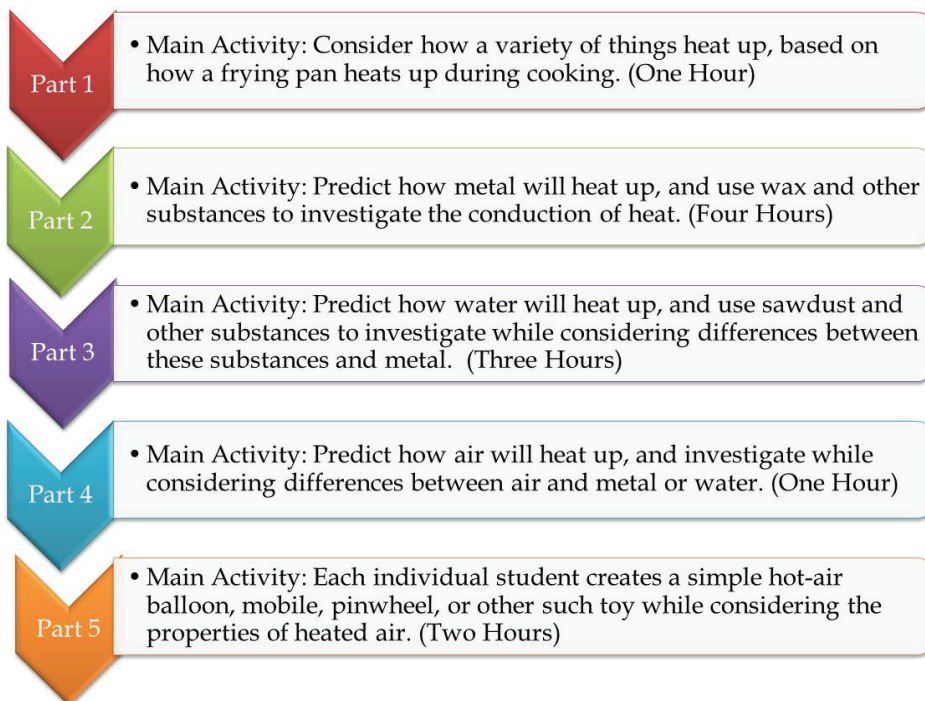 Part 1
• Main Activity: Consider how a variety of things heat up, based on
how a frying pan heats up during cooking. (One Hour)
Part 2
• Main Activity: Predict how metal will heat up, and use wax and other
substances to investigate the conduction of heat. (Four Hours)
Part 3
• Main Activity: Predict how water will heat up, and use sawdust and
other substances to investigate while considering differences between
these substances and metal.  (Three Hours)
Part 4
• Main Activity: Predict how air will heat up, and investigate while
considering differences between air and metal or water. (One Hour)
Part 5
• Main Activity: Each individual student creates a simple hot-air
balloon, mobile, pinwheel, or other such toy while considering the
properties of heated air. (Two Hours)